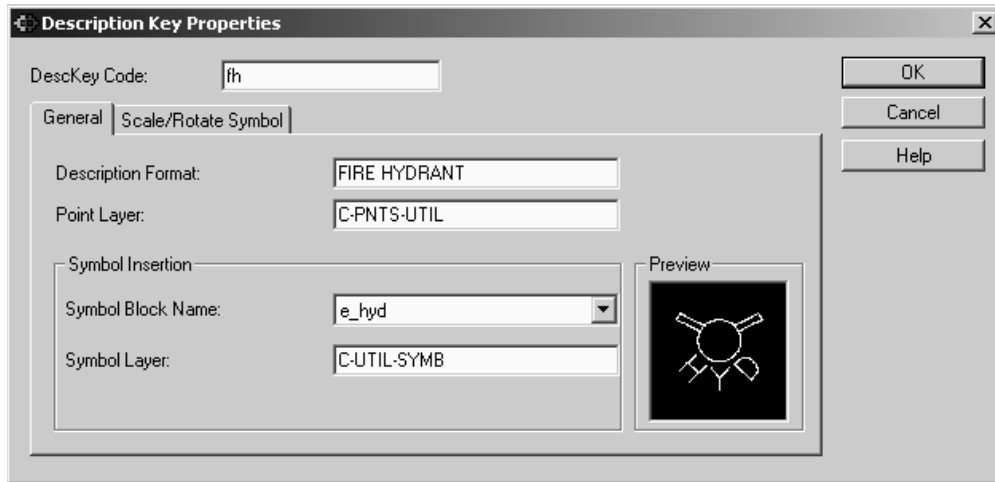 Description Key Properties
DescKey Code: fh
OK
General Scale/Rotate Symbol
Cancel
Help
Description Format: FIRE HYDRANT
Point Layer: C-PNTS-UTIL
Symbol Insertion
Preview
Symbol Block Name: e_hyd
Symbol Layer: C-UTIL-SYMB
HYD